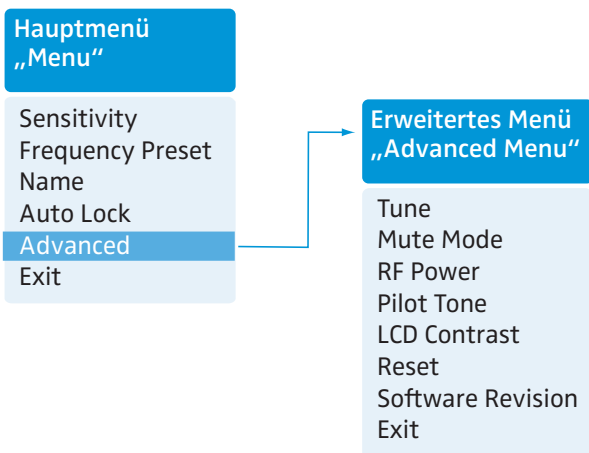 Hauptmenü
„Menu“
Sensitivity
Frequency Preset
Name
Auto Lock
Advanced
Exit
Erweitertes Menü
„Advanced Menu“
Tune
Mute Mode
RF Power
Pilot Tone
LCD Contrast
Reset
Software Revision
Exit